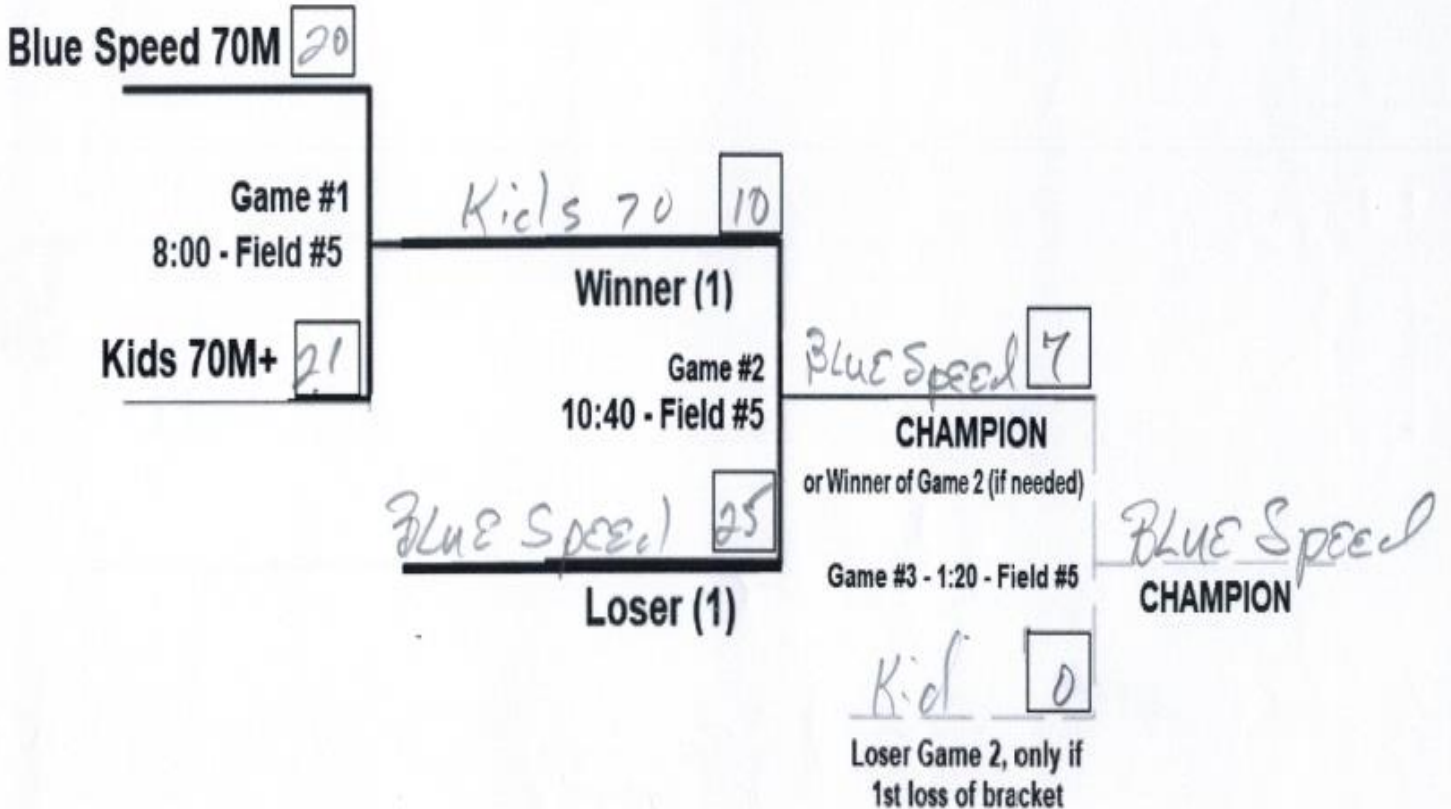 Blue Speed 70M 20
Game #1
8:00 - Field #5
Kids 70M+ 21
Kids 70 10
Winner (1)
Game #2
10:40 - Field #5
BLUE SPEEd 25
Loser (1)
BLUE SPEEd 7
CHAMPION
or Winner of Game 2 (if needed)
Game #3 - 1:20 - Field #5
Kid 0
Loser Game 2, only if
1st loss of bracket
BLUE SPEEd
CHAMPION